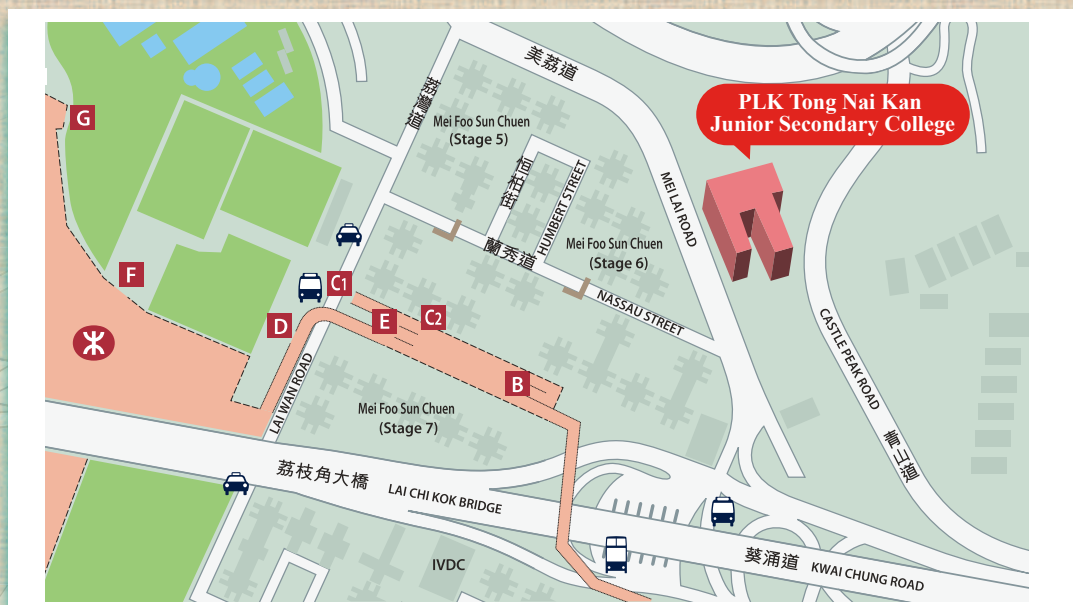 美荔道
荔灣道
G
PLK Tong Nai Kan
Junior Secondary College
Mei Foo Sun Chuen
(Stage 5)
恒柏街
HUMBERT STREET
MEI LAI ROAD
蘭秀道
Mei Foo Sun Chuen
(Stage 6)
F
C1
NASSAU STREET
D
E
C2
CASTLE PEAK ROAD
LAI WAN ROAD
B
Mei Foo Sun Chuen
(Stage 7)
青山道
荔枝角大橋
LAI CHI KOK BRIDGE
葵涌道
KWAI CHUNG ROAD
IVDC